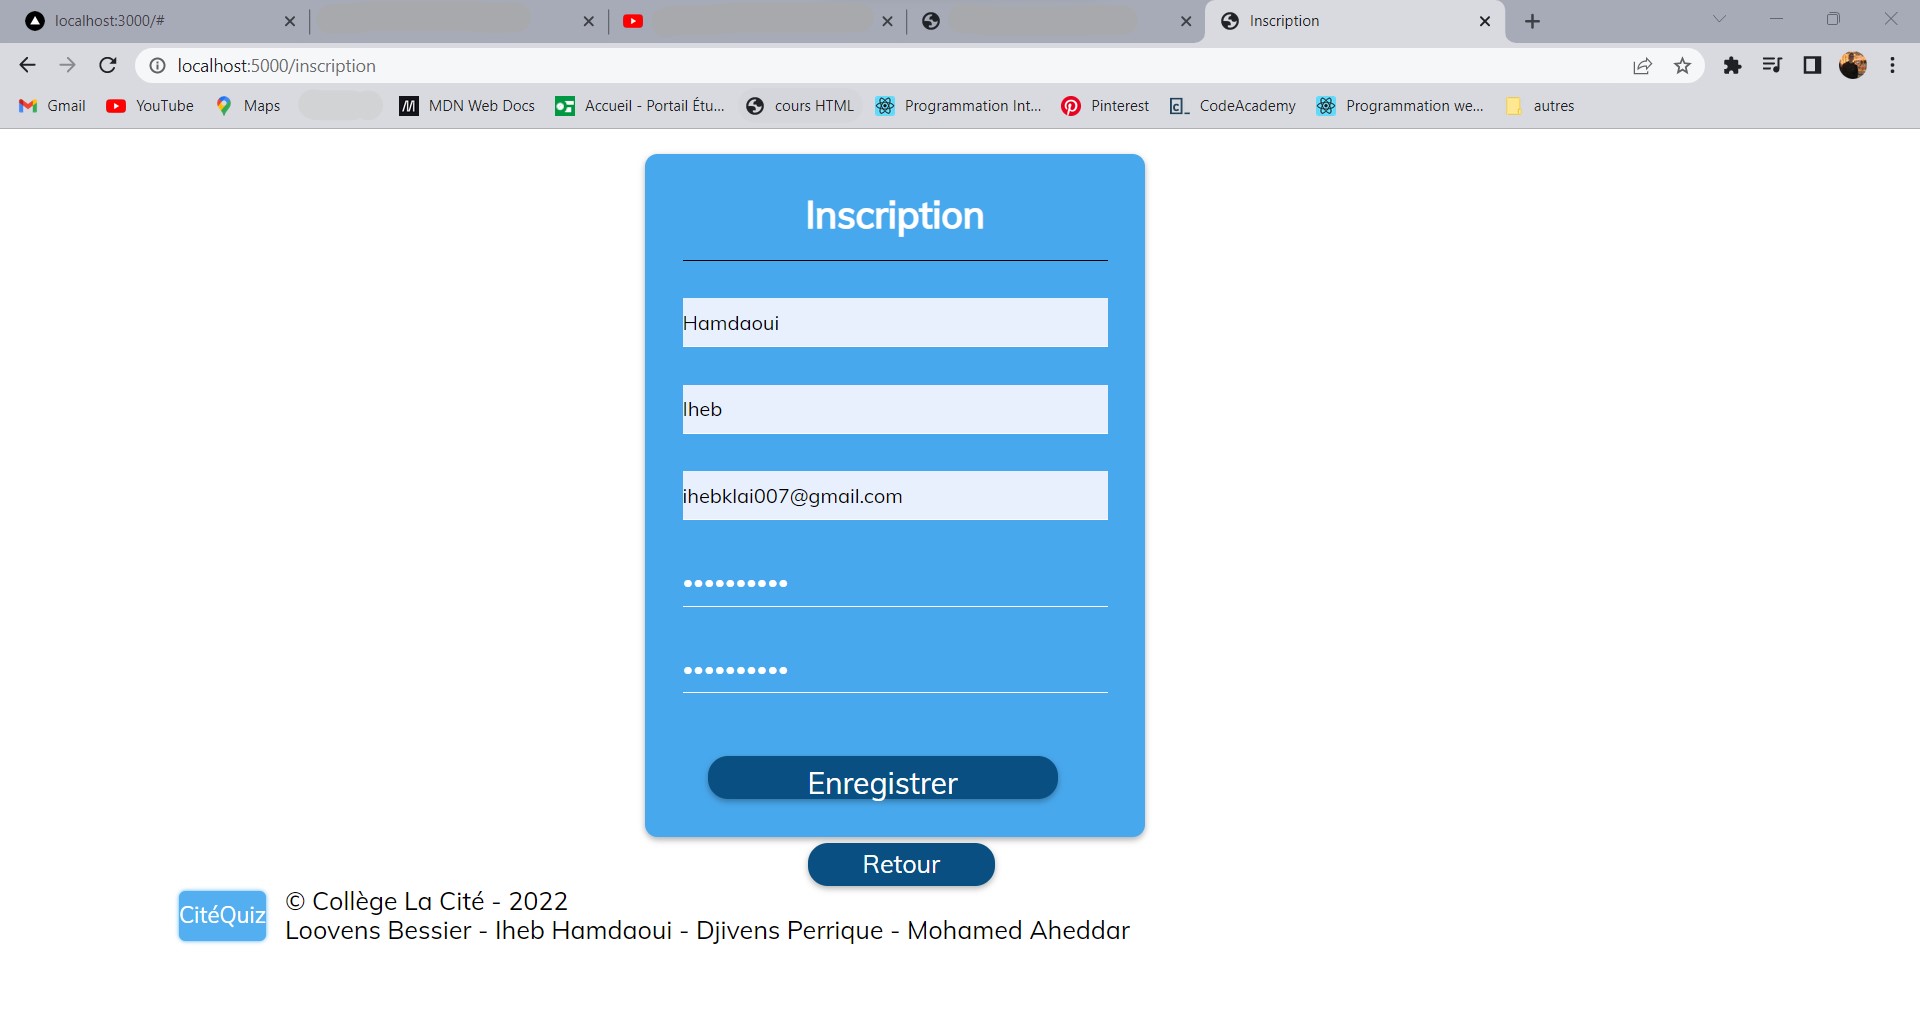 localhost:3000/#
Inscription
localhost:5000/inscription
Gmail
YouTube
Maps
MDN Web Docs
Accueil - Portail Étu...
cours HTML
Programmation Int...
Pinterest
CodeAcademy
Programmation we...
autres
Inscription
Hamdaoui
Iheb
ihebklai007@gmail.com
••••••••••
••••••••••
Enregistrer
Retour
CitéQuiz
© Collège La Cité - 2022
Loovens Bessier - Iheb Hamdaoui - Djivens Perrique - Mohamed Aheddar